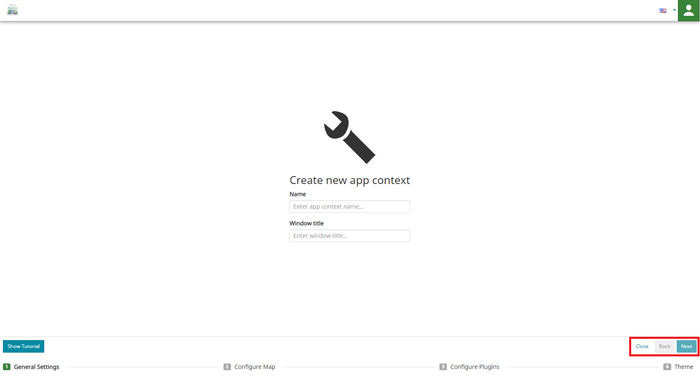 Create new app context
Name
Enter app context name...
Window title
Enter window title...
Show Tutorial
Close Back Next
1 General Settings 2 Configure Map 3 Configure Plugins 4 Theme